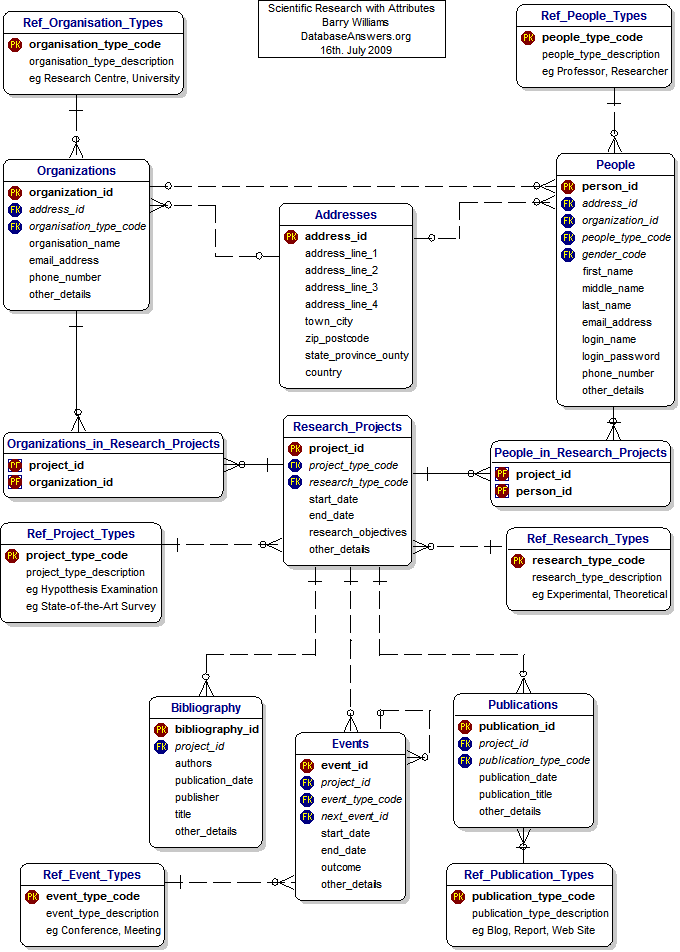 Scientific Research with Attributes
Barry Williams
DatabaseAnswers.org
16th. July 2009
Ref_Organisation_Types
PK organisation_type_code
organisation_type_description
eg Research Centre, University
Ref_People_Types
PK people_type_code
people_type_description
eg Professor, Researcher
Organizations
PK organization_id
FK address_id
FK organisation_type_code
organisation_name
email_address
phone_number
other_details
Addresses
PK address_id
address_line_1
address_line_2
address_line_3
address_line_4
town_city
zip_postcode
state_province_ounty
country
People
PK person_id
FK address_id
FK organization_id
FK people_type_code
FK gender_code
first_name
middle_name
last_name
email_address
login_name
login_password
phone_number
other_details
Organizations_in_Research_Projects
PF project_id
PF organization_id
Research_Projects
PK project_id
FK project_type_code
FK research_type_code
start_date
end_date
research_objectives
other_details
People_in_Research_Projects
PF project_id
PF person_id
Ref_Project_Types
PK project_type_code
project_type_description
eg Hypotthesis Examination
eg State-of-the-Art Survey
Ref_Research_Types
PK research_type_code
research_type_description
eg Experimental, Theoretical
Bibliography
PK bibliography_id
FK project_id
authors
publication_date
publisher
title
other_details
Events
PK event_id
FK project_id
FK event_type_code
FK next_event_id
start_date
end_date
outcome
other_details
Publications
PK publication_id
FK project_id
FK publication_type_code
publication_date
publication_title
other_details
Ref_Event_Types
PK event_type_code
event_type_description
eg Conference, Meeting
Ref_Publication_Types
PK publication_type_code
publication_type_description
eg Blog, Report, Web Site